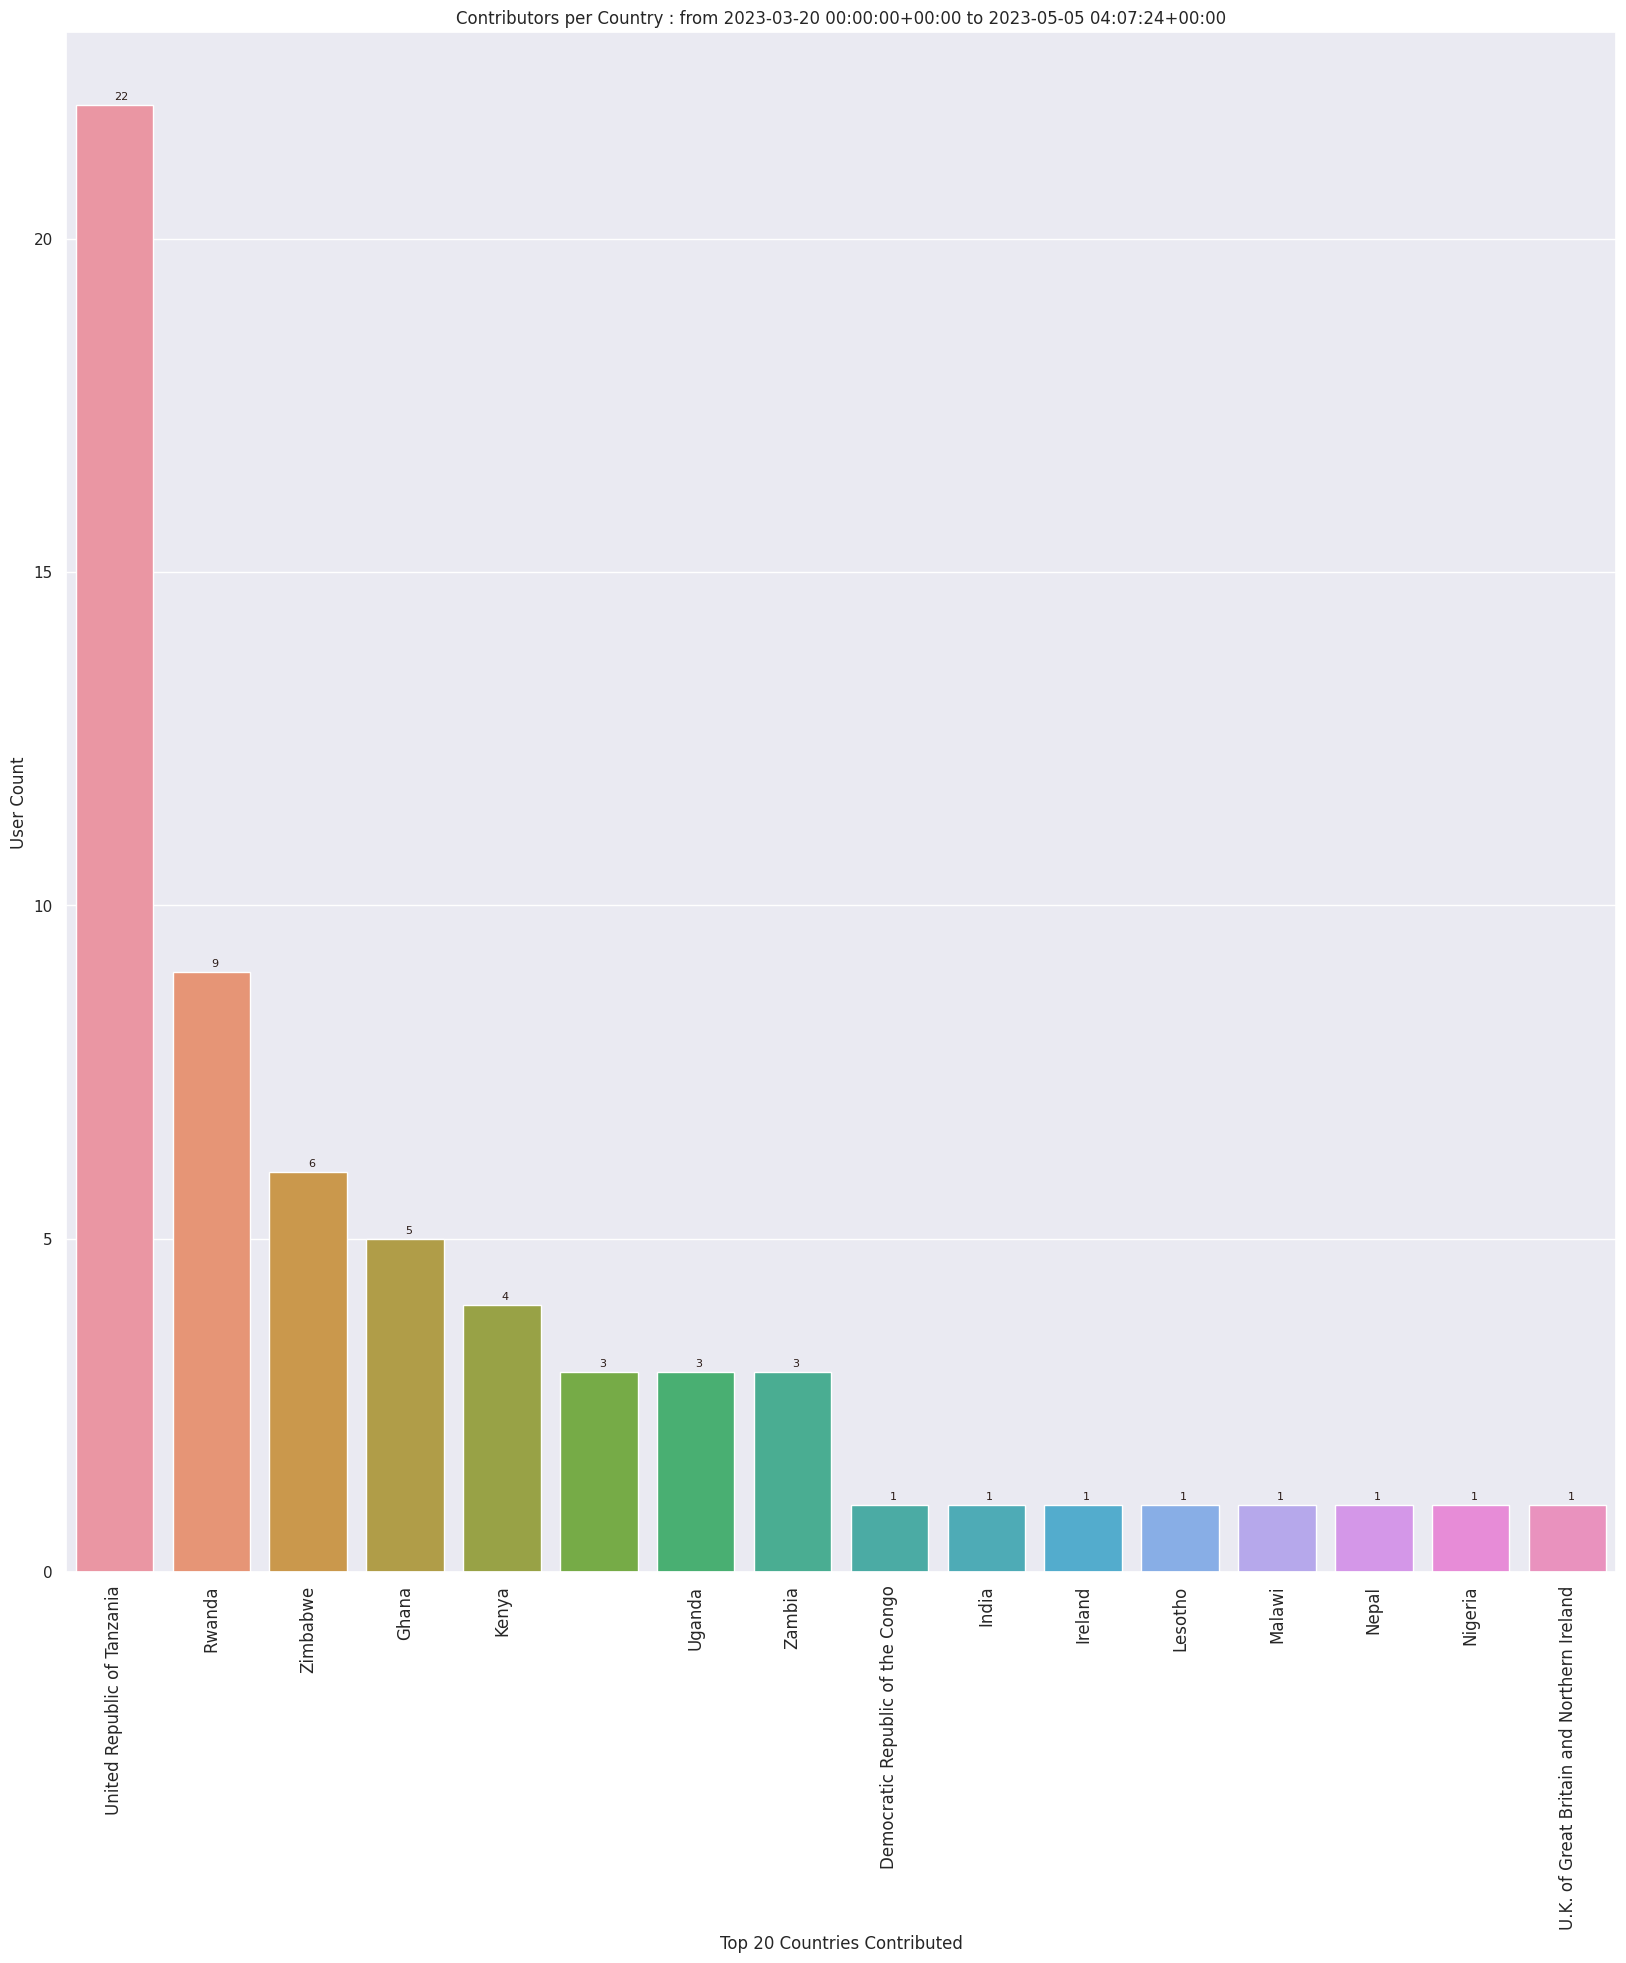 Contributors per Country : from 2023-03-20 00:00:00+00:00 to 2023-05-05 04:07:24+00:00
User Count
20
15
10
5
0
22
9
6
5
4
3
3
3
1
1
1
1
1
1
1
1
United Republic of Tanzania
Rwanda
Zimbabwe
Ghana
Kenya
Uganda
Zambia
Democratic Republic of the Congo
India
Ireland
Lesotho
Malawi
Nepal
Nigeria
U.K. of Great Britain and Northern Ireland
Top 20 Countries Contributed